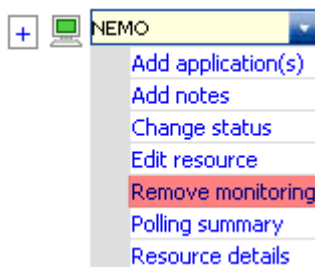 + NEMO
Add application(s)
Add notes
Change status
Edit resource
Remove monitoring
Polling summary
Resource details